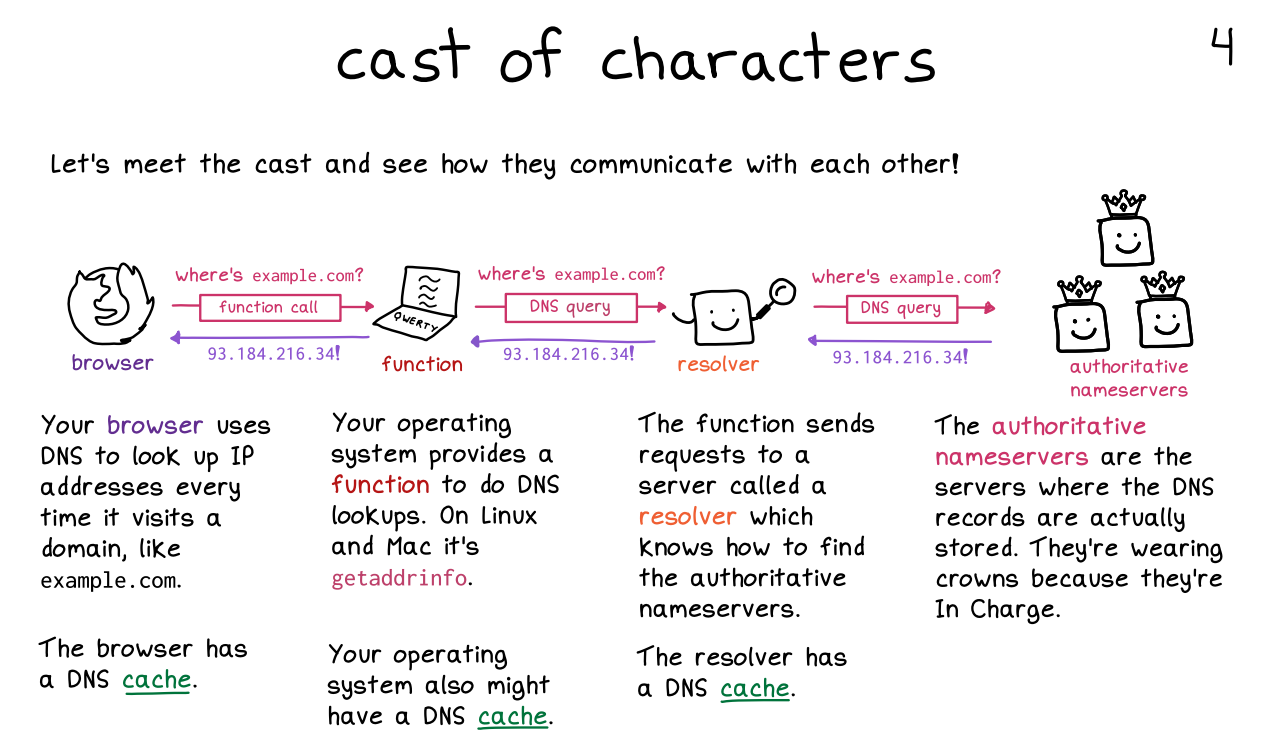 cast of characters
4
Let's meet the cast and see how they communicate with each other!
where's example.com?
function call
93.184.216.34!
browser
QWERTY
function
where's example.com?
DNS query
93.184.216.34!
resolver
where's example.com?
DNS query
93.184.216.34!
authoritative
nameservers
Your browser uses
DNS to look up IP
addresses every
time it visits a
domain, like
example.com.
The browser has
a DNS cache.
Your operating
system provides a
function to do DNS
lookups. On Linux
and Mac it's
getaddrinfo.
Your operating
system also might
have a DNS cache.
The function sends
requests to a
server called a
resolver which
knows how to find
the authoritative
nameservers.
The resolver has
a DNS cache.
The authoritative
nameservers are the
servers where the DNS
records are actually
stored. They're wearing
crowns because they're
In Charge.